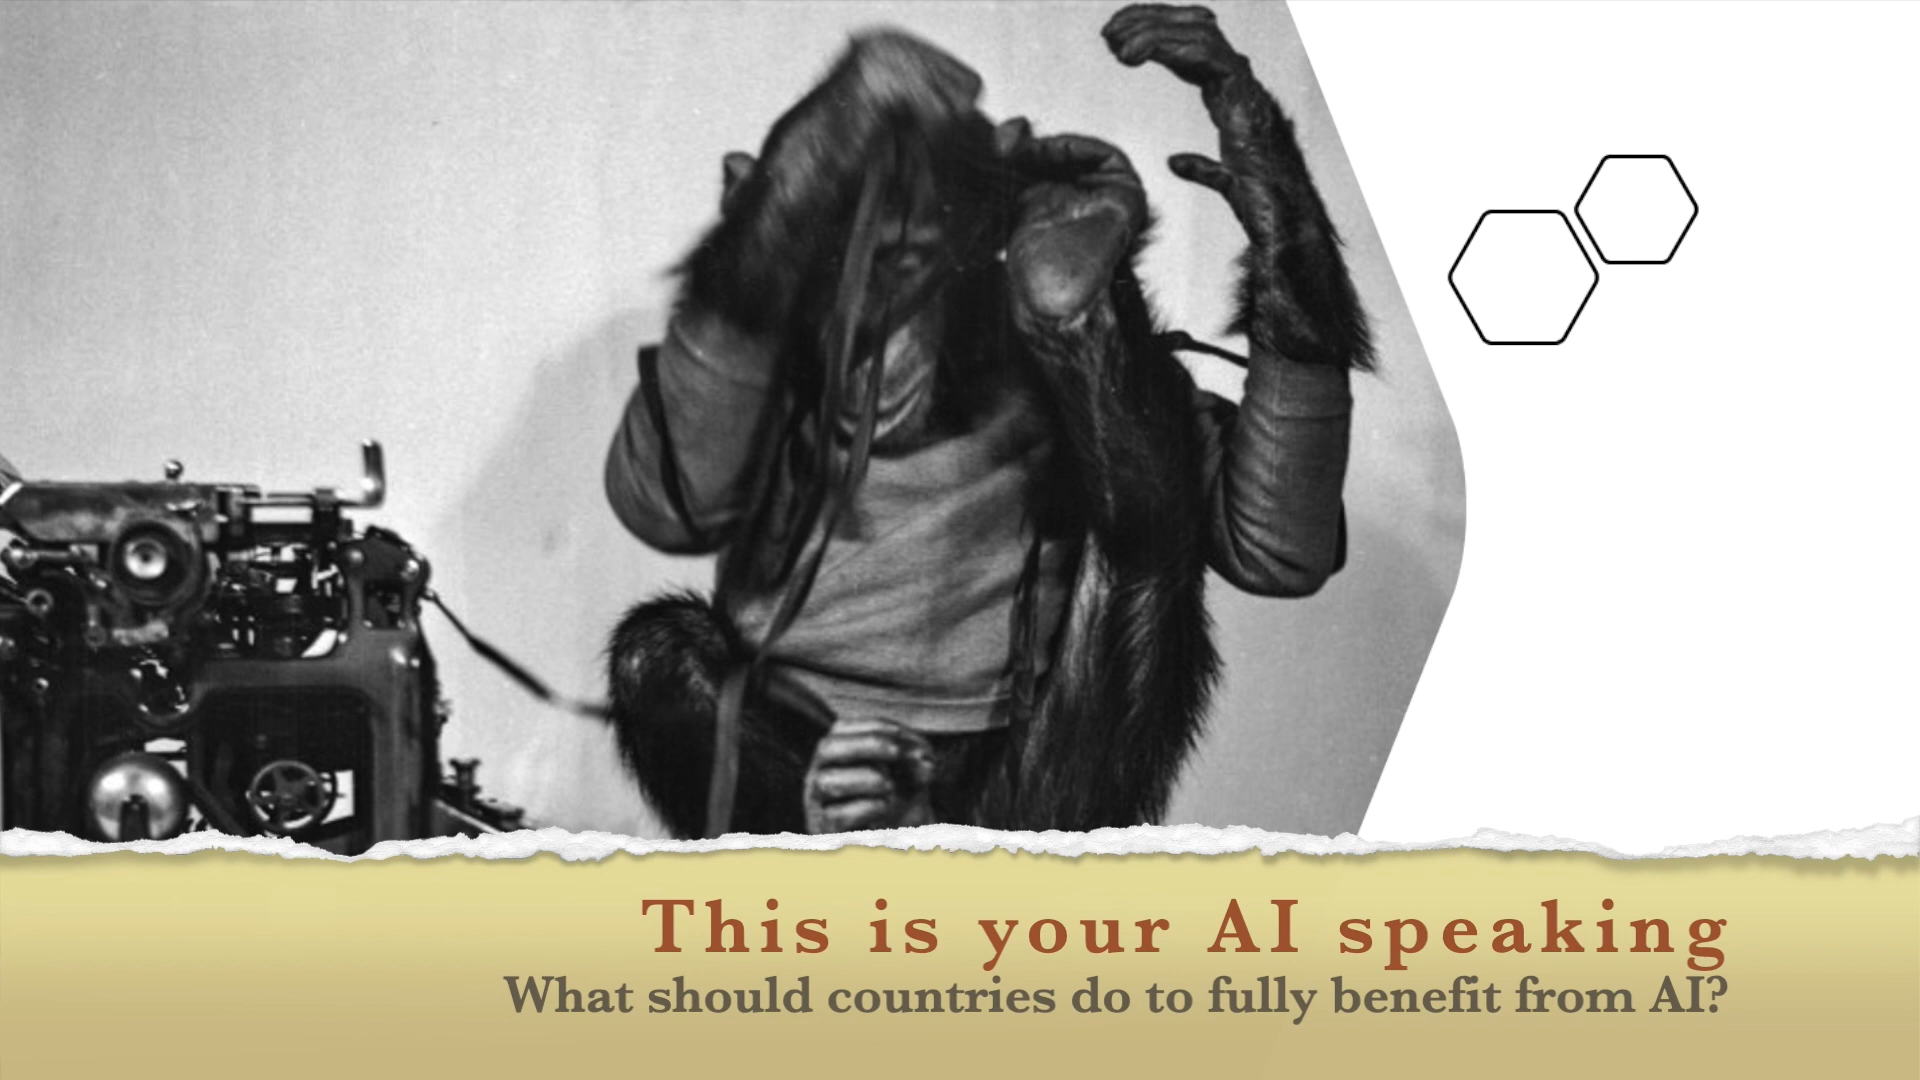 This is your AI speaking
What should countries do to fully benefit from AI?